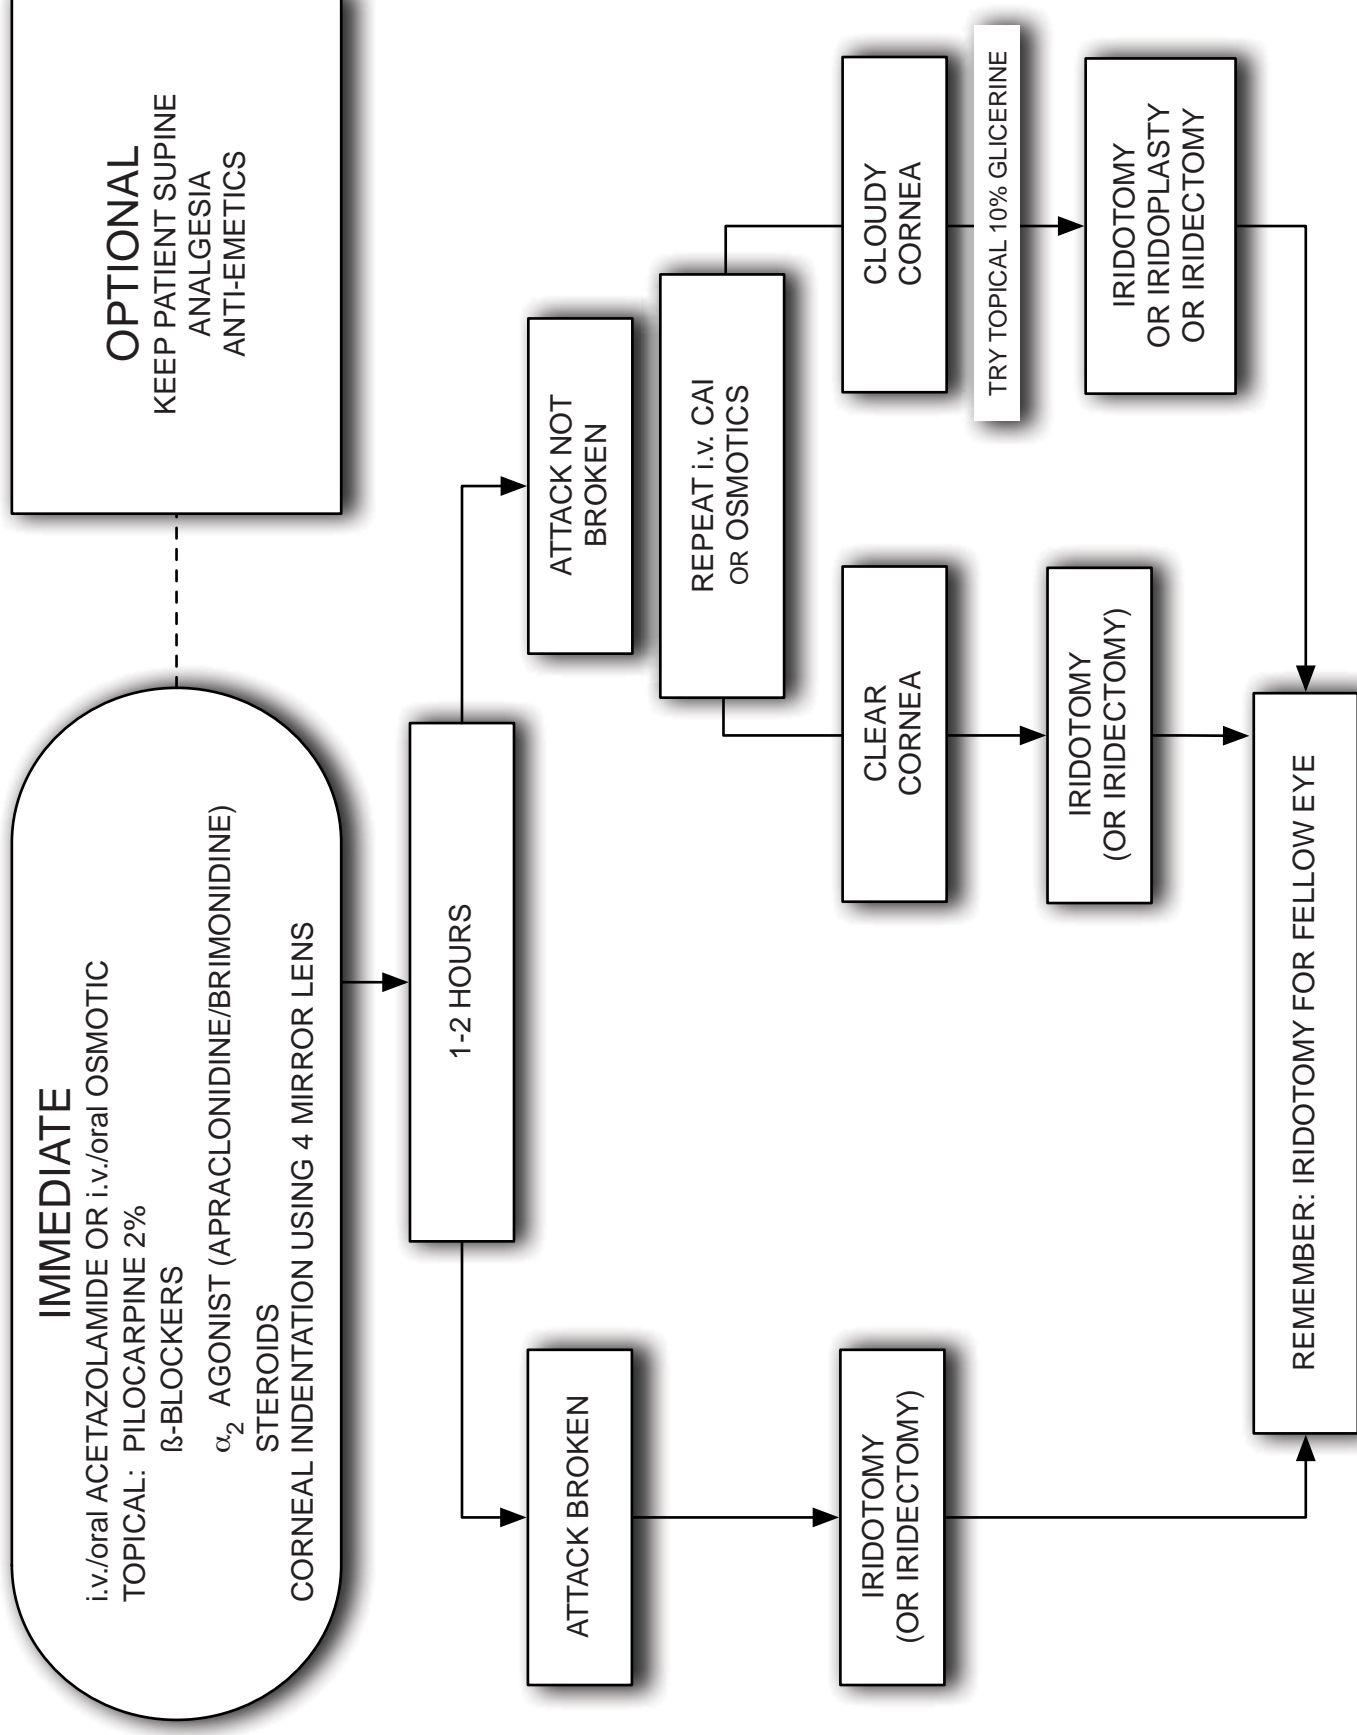 IMMEDIATE
i.v./oral ACETAZOLAMIDE OR i.v./oral OSMOTIC
TOPICAL: PILOCARPINE 2%
ß-BLOCKERS
α2 AGONIST (APRACLONIDINE/BRIMONIDINE)
STEROIDS
CORNEAL INDENTATION USING 4 MIRROR LENS
OPTIONAL
KEEP PATIENT SUPINE
ANALGESIA
ANTI-EMETICS
1-2 HOURS
ATTACK BROKEN
ATTACK NOT
BROKEN
REPEAT i.v. CAI
OR OSMOTICS
IRIDOTOMY
(OR IRIDECTOMY)
CLEAR
CORNEA
CLOUDY
CORNEA
TRY TOPICAL 10% GLICERINE
IRIDOTOMY
(OR IRIDECTOMY)
IRIDOTOMY
OR IRIDOPLASTY
OR IRIDECTOMY
REMEMBER: IRIDOTOMY FOR FELLOW EYE